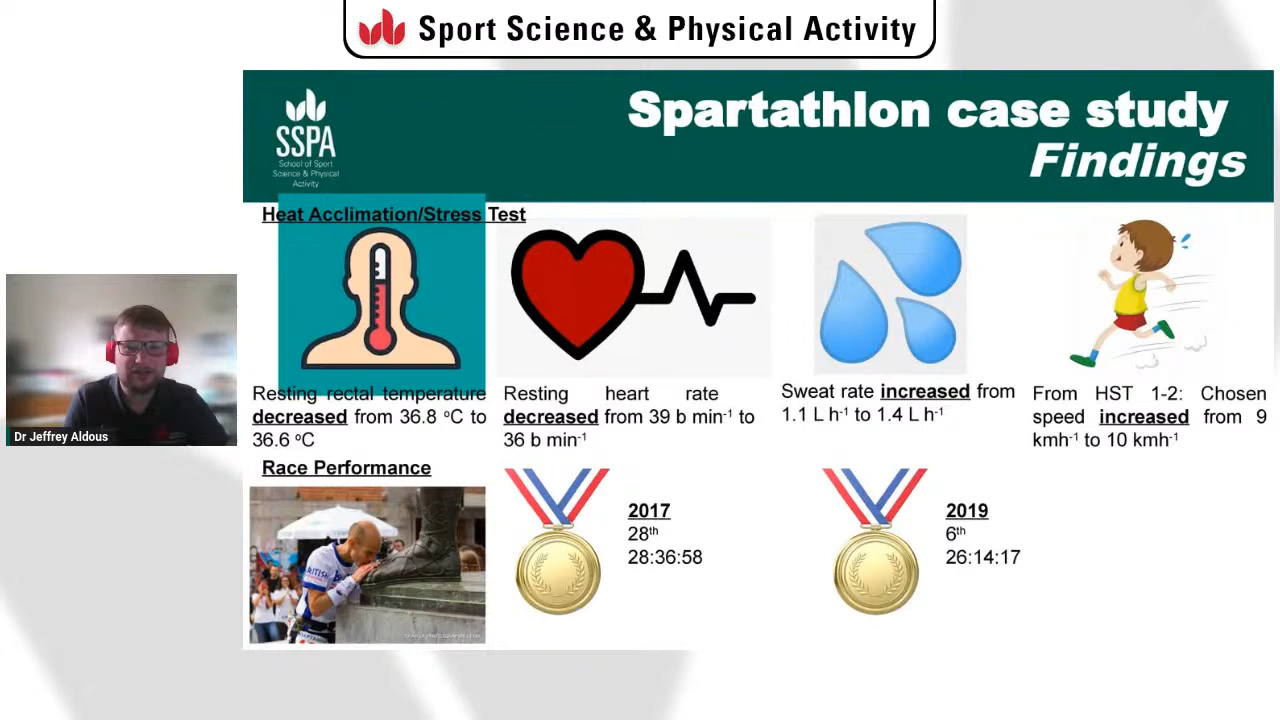 Sport Science & Physical Activity
Spartathlon case study
Findings
SSPA
School of Sport
Science & Physical
Activity
Heat Acclimation/Stress Test
Resting rectal temperature
decreased from 36.8 ºC to
36.6 ºC
Resting heart rate
decreased from 39 b min⁻¹ to
36 b min⁻¹
Sweat rate increased from
1.1 L h⁻¹ to 1.4 L h⁻¹
From HST 1-2: Chosen
speed increased from 9
kmh⁻¹ to 10 kmh⁻¹
Dr Jeffrey Aldous
Race Performance
2017
28th
28:36:58
2019
6th
26:14:17